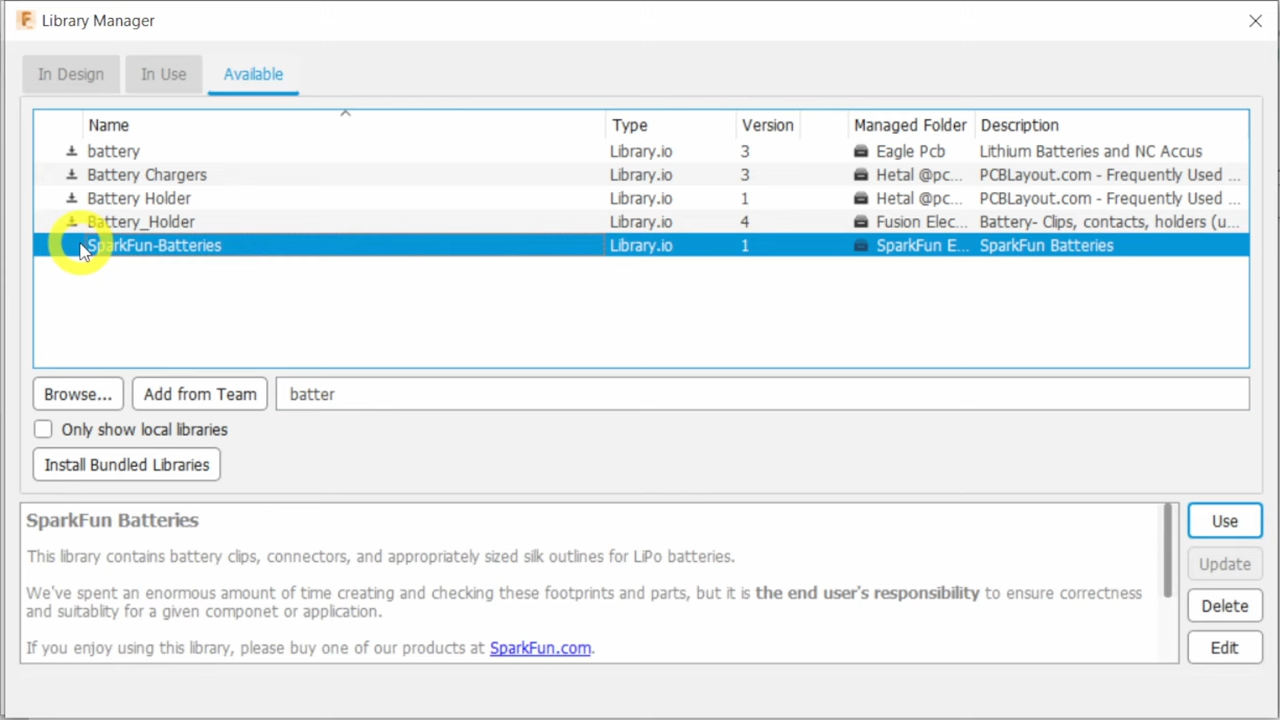 Library Manager
In Design In Use Available
Name Type Version Managed Folder Description
battery Library.io 3 Eagle Pcb Lithium Batteries and NC Accus
Battery Chargers Library.io 3 Hetal @pc... PCBLayout.com - Frequently Used ...
Battery Holder Library.io 1 Hetal @pc... PCBLayout.com - Frequently Used ...
Battery_Holder Library.io 4 Fusion Elec... Battery- Clips, contacts, holders (u...
SparkFun-Batteries Library.io 1 SparkFun E... SparkFun Batteries
Browse... Add from Team batter
Only show local libraries
Install Bundled Libraries
SparkFun Batteries
This library contains battery clips, connectors, and appropriately sized silk outlines for LiPo batteries.
We've spent an enormous amount of time creating and checking these footprints and parts, but it is the end user's responsibility to ensure correctness
and suitablity for a given componet or application.
If you enjoy using this library, please buy one of our products at SparkFun.com.
Use
Update
Delete
Edit